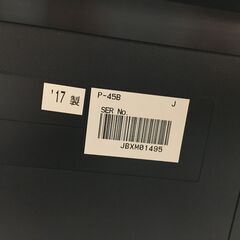 '17 製
P-45B J
SER No.
JBXM01495